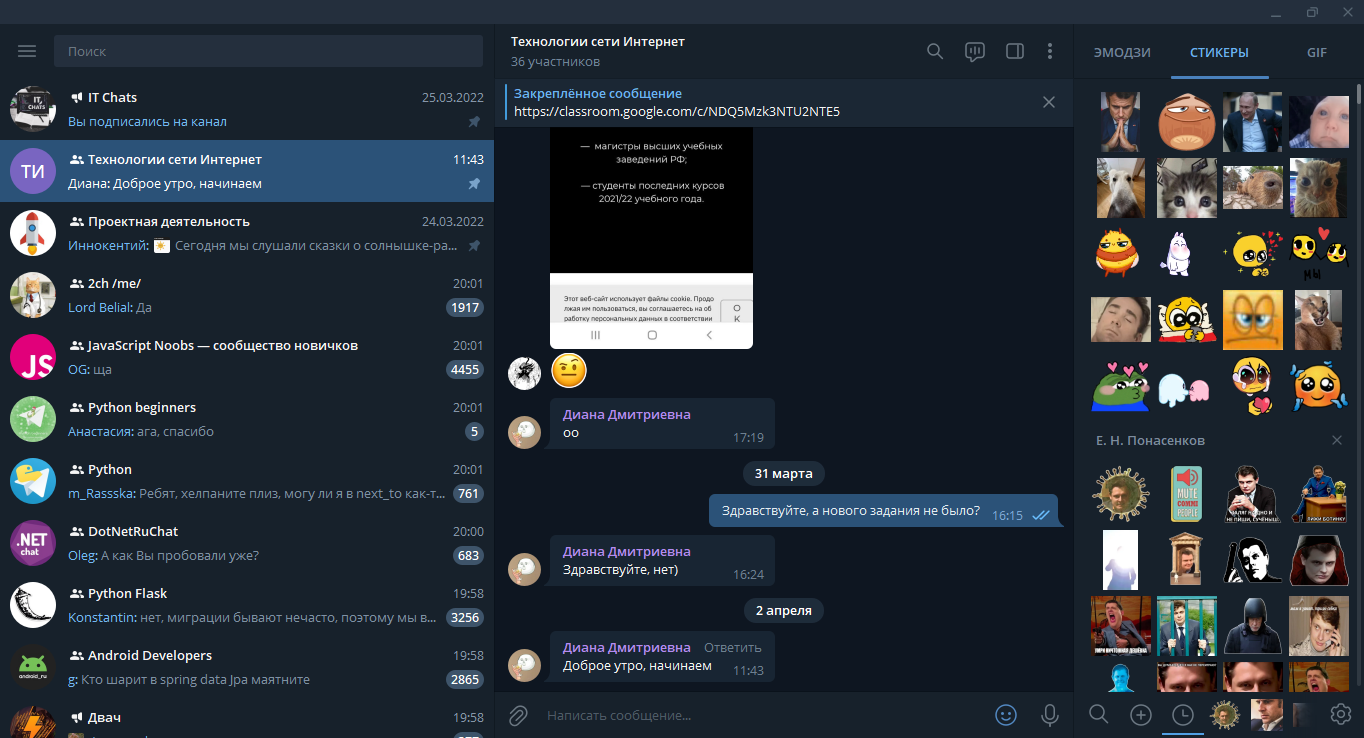 Поиск
IT Chats 25.03.2022
Вы подписались на канал
ТИ
Технологии сети Интернет 11:43
Диана: Доброе утро, начинаем
Проектная деятельность 24.03.2022
Иннокентий: Сегодня мы слушали сказки о солнышке-ра...
2ch /me/ 20:01
Lord Belial: Да 1917
JS
JavaScript Noobs — сообщество новичков 20:01
OG: ща 4455
Python beginners 20:01
Анастасия: ага, спасибо 5
Python 20:01
m_Rassska: Ребят, хелпаните плиз, могу ли я в next_to как-т... 761
.NET
chat
DotNetRuChat 20:00
Oleg: А как Вы пробовали уже? 683
Python Flask 19:58
Konstantin: нет, миграции бывают нечасто, поэтому мы в... 3256
android_ru
Android Developers 19:58
g: Кто шарит в spring data Jpa маятните 2865
Двач 19:58
Технологии сети Интернет
36 участников
Закреплённое сообщение
https://classroom.google.com/c/NDQ5Mzk3NTU2NTE5
— магистры высших учебных
заведений РФ;
— студенты последних курсов
2021/22 учебного года.
Этот веб-сайт использует файлы cookie. Продо
лжая им пользоваться, вы соглашаетесь на об
работку персональных данных в соответствии
О
К
Диана Дмитриевна
оо
17:19
31 марта
Здравствуйте, а нового задания не было? 16:15
Диана Дмитриевна
Здравствуйте, нет)
16:24
2 апреля
Диана Дмитриевна Ответить
Доброе утро, начинаем
11:43
Написать сообщение...
ЭМОДЗИ СТИКЕРЫ GIF
МЫ
Е. Н. Понасенков
MUTE
PEOPLE